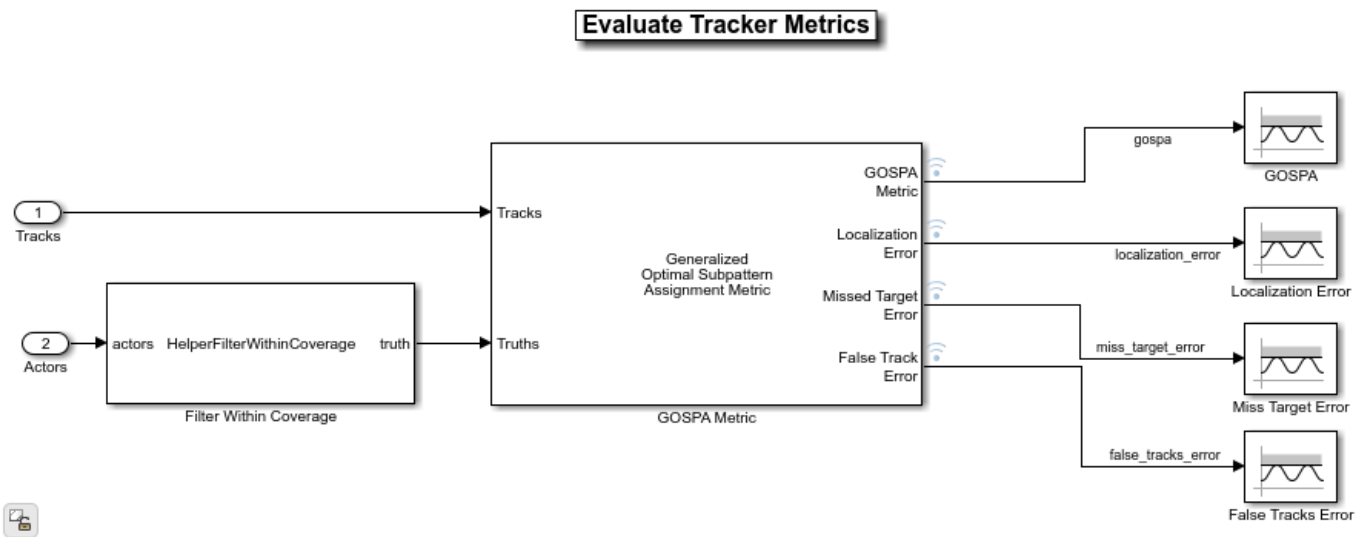 Evaluate Tracker Metrics
1
Tracks
2
Actors
actors
HelperFilterWithinCoverage
truth
Filter Within Coverage
Tracks
Truths
Generalized
Optimal Subpattern
Assignment Metric
GOSPA
Metric
Localization
Error
Missed Target
Error
False Track
Error
GOSPA Metric
gospa
GOSPA
localization_error
Localization Error
miss_target_error
Miss Target Error
false_tracks_error
False Tracks Error